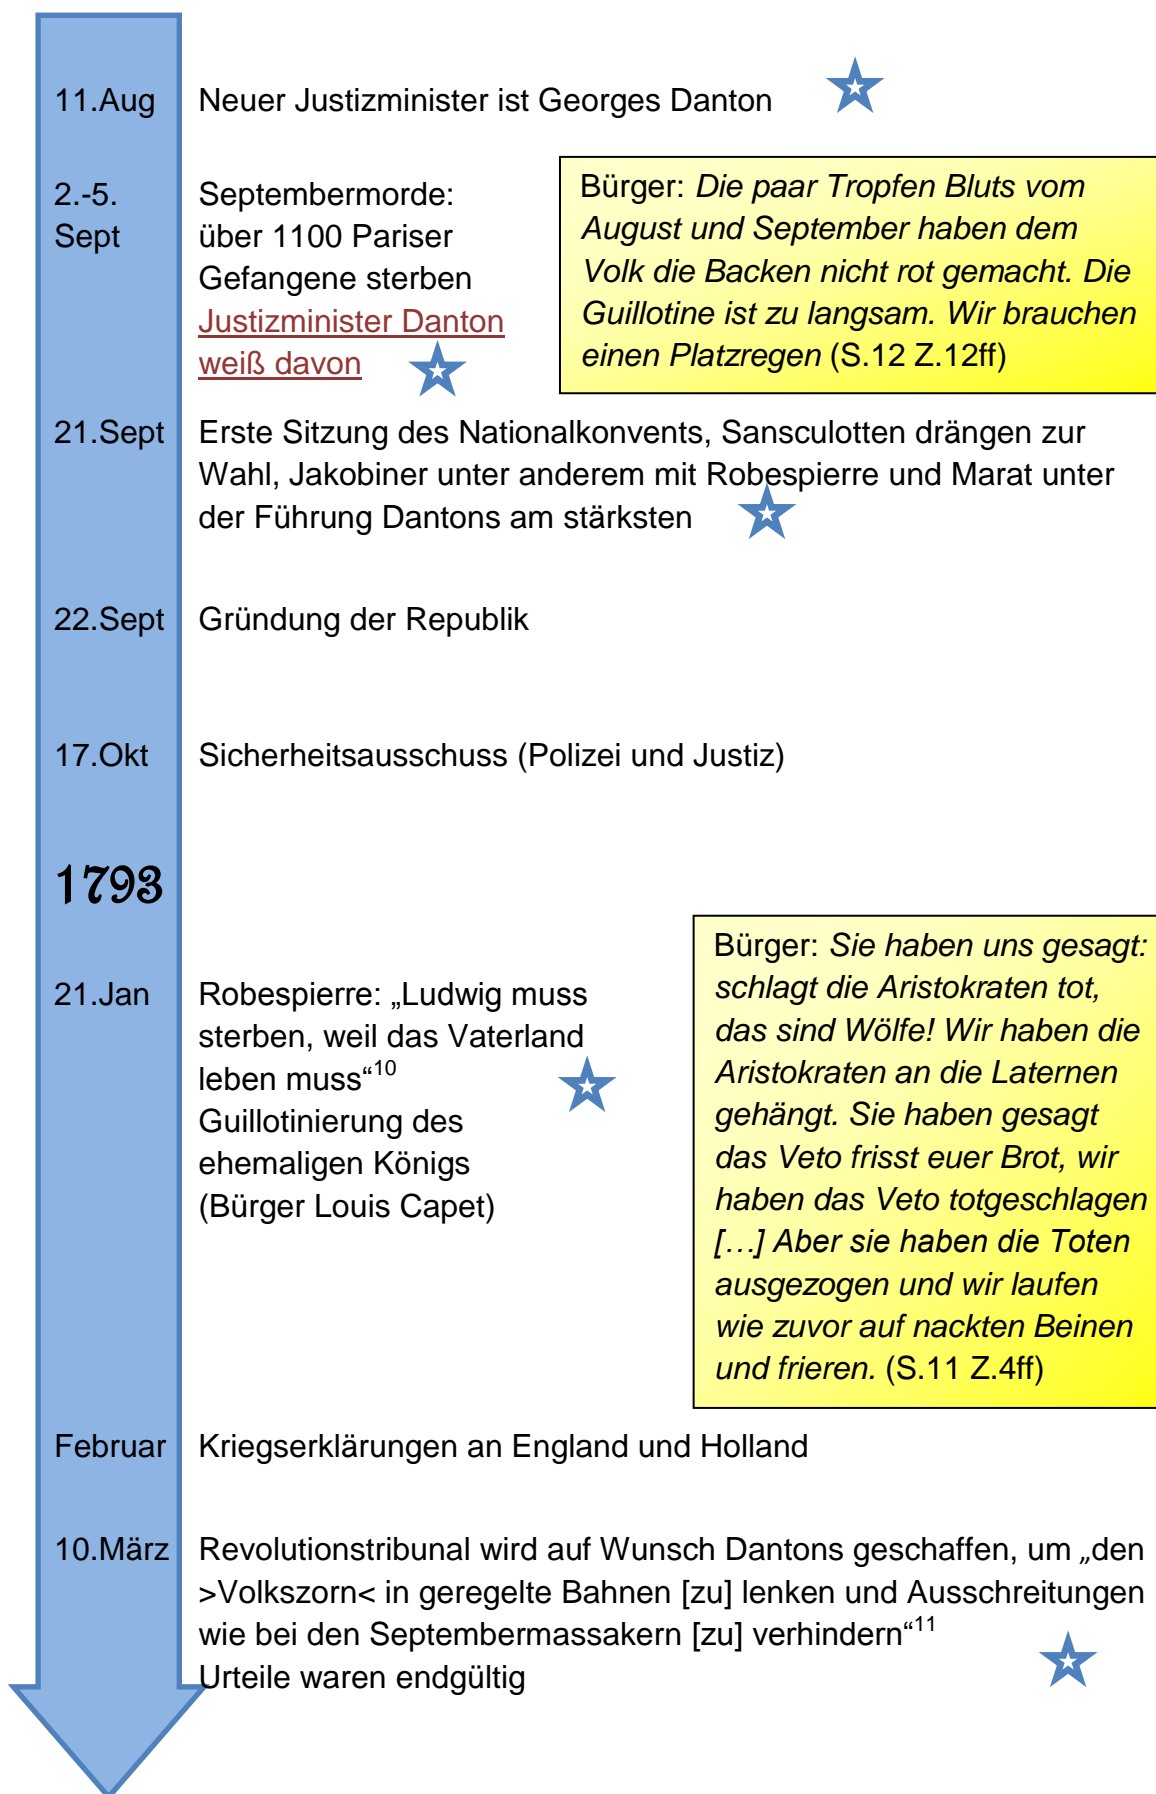 11.Aug Neuer Justizminister ist Georges Danton
2.-5.
Sept
Septembermorde:
über 1100 Pariser
Gefangene sterben
Justizminister Danton
weiß davon
Bürger: Die paar Tropfen Bluts vom
August und September haben dem
Volk die Backen nicht rot gemacht. Die
Guillotine ist zu langsam. Wir brauchen
einen Platzregen (S.12 Z.12ff)
21.Sept Erste Sitzung des Nationalkonvents, Sansculotten drängen zur
Wahl, Jakobiner unter anderem mit Robespierre und Marat unter
der Führung Dantons am stärksten
22.Sept Gründung der Republik
17.Okt Sicherheitsausschuss (Polizei und Justiz)
1793
21.Jan Robespierre: „Ludwig muss
sterben, weil das Vaterland
leben muss“10
Guillotinierung des
ehemaligen Königs
(Bürger Louis Capet)
Bürger: Sie haben uns gesagt:
schlagt die Aristokraten tot,
das sind Wölfe! Wir haben die
Aristokraten an die Laternen
gehängt. Sie haben gesagt
das Veto frisst euer Brot, wir
haben das Veto totgeschlagen
[…] Aber sie haben die Toten
ausgezogen und wir laufen
wie zuvor auf nackten Beinen
und frieren. (S.11 Z.4ff)
Februar Kriegserklärungen an England und Holland
10.März Revolutionstribunal wird auf Wunsch Dantons geschaffen, um „den
>Volkszorn< in geregelte Bahnen [zu] lenken und Ausschreitungen
wie bei den Septembermassakern [zu] verhindern“11
Urteile waren endgültig